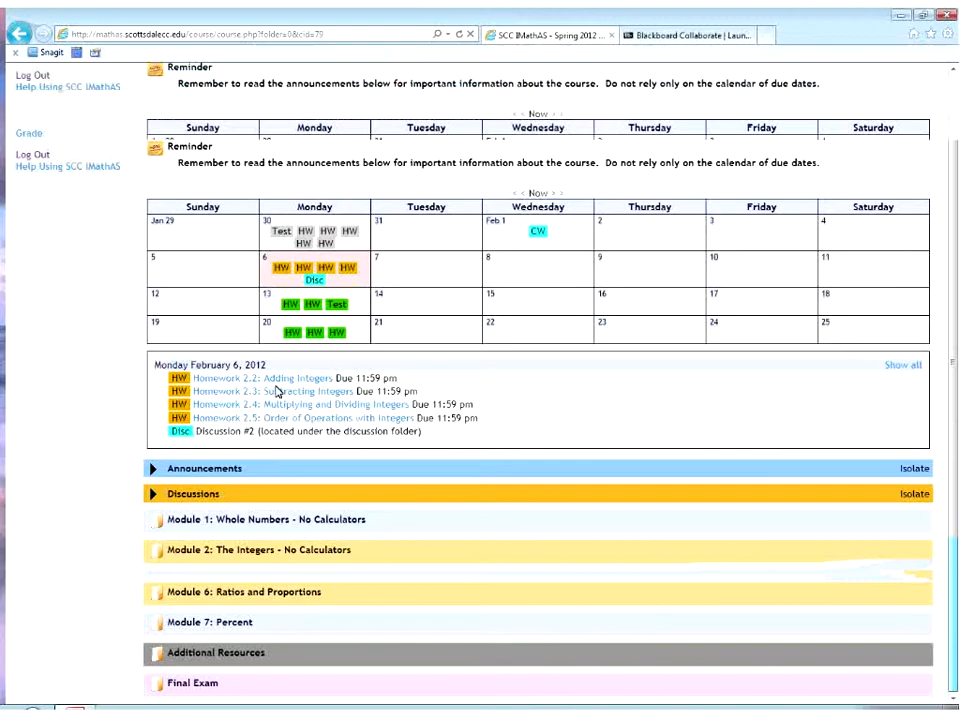 http://mathas.scottsdalecc.edu/course/course.php?folder=0&cid=79
SCC IMathAS - Spring 2012 ...
Blackboard Collaborate | Laun...
Snagit
Log Out
Help Using SCC IMathAS
Reminder
Remember to read the announcements below for important information about the course. Do not rely only on the calendar of due dates.
< < Now > >
Sunday Monday Tuesday Wednesday Thursday Friday Saturday
Grade
Log Out
Help Using SCC IMathAS
Reminder
Remember to read the announcements below for important information about the course. Do not rely only on the calendar of due dates.
< < Now > >
Sunday Monday Tuesday Wednesday Thursday Friday Saturday
Jan 29 30 31 Feb 1 2 3 4
Test HW HW HW CW
HW HW
5 6 7 8 9 10 11
HW HW HW HW
Disc
12 13 14 15 16 17 18
HW HW Test
19 20 21 22 23 24 25
HW HW HW
Monday February 6, 2012 Show all
HW Homework 2.2: Adding Integers Due 11:59 pm
HW Homework 2.3: Subtracting Integers Due 11:59 pm
HW Homework 2.4: Multiplying and Dividing Integers Due 11:59 pm
HW Homework 2.5: Order of Operations with Integers Due 11:59 pm
Disc Discussion #2 (located under the discussion folder)
Announcements Isolate
Discussions Isolate
Module 1: Whole Numbers - No Calculators
Module 2: The Integers - No Calculators
Module 6: Ratios and Proportions
Module 7: Percent
Additional Resources
Final Exam